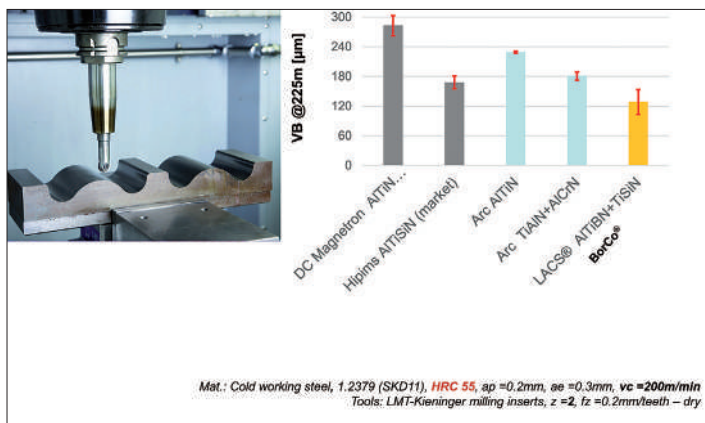 VB @225m [µm]
300
240
180
120
60
0
DC Magnetron AlTiN...
Hipims AlTiSiN (market)
Arc AlTiN
Arc TiAlN+AlCrN
LACS® AlTiBN+TiSiN
BorCo®
Mat.: Cold working steel, 1.2379 (SKD11), HRC 55, ap =0.2mm, ae =0.3mm, vc =200m/min
Tools: LMT-Kieninger milling inserts, z =2, fz =0.2mm/teeth – dry